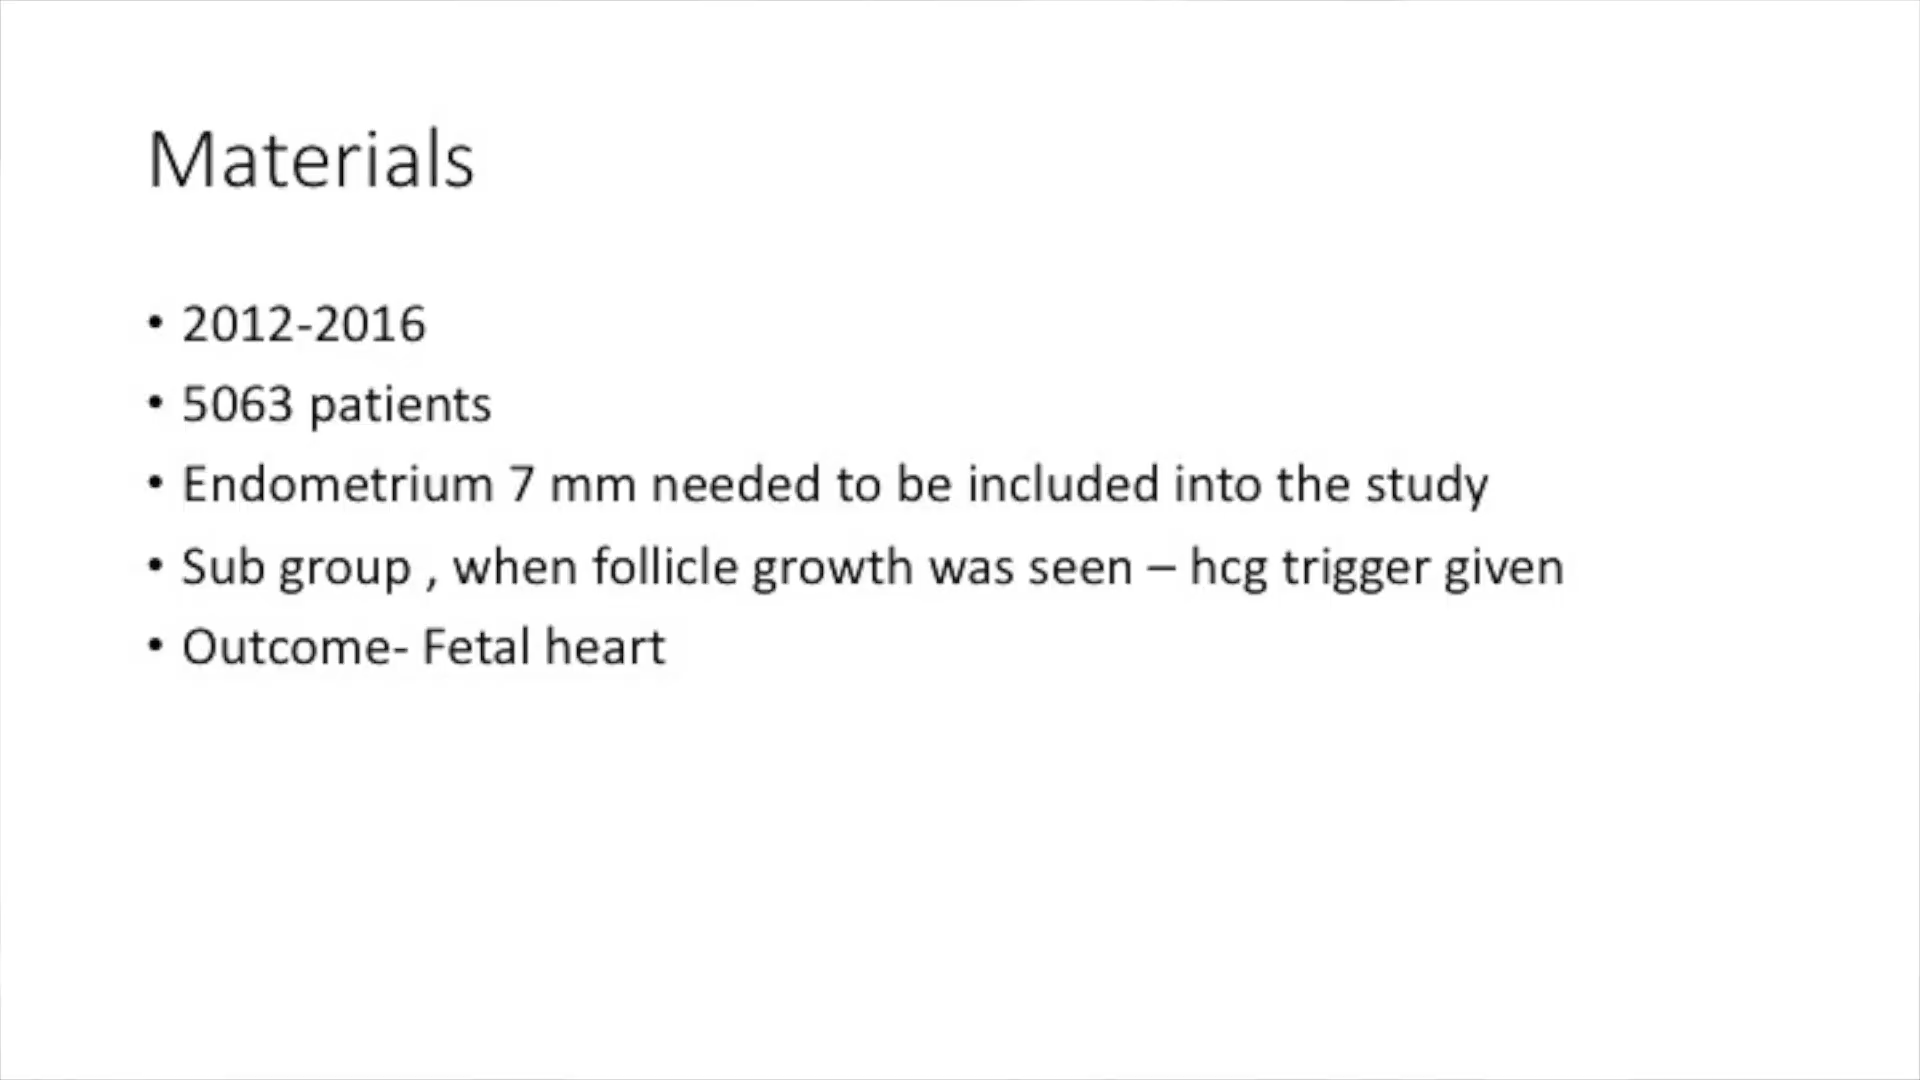 Materials
• 2012-2016
• 5063 patients
• Endometrium 7 mm needed to be included into the study
• Sub group , when follicle growth was seen – hcg trigger given
• Outcome- Fetal heart